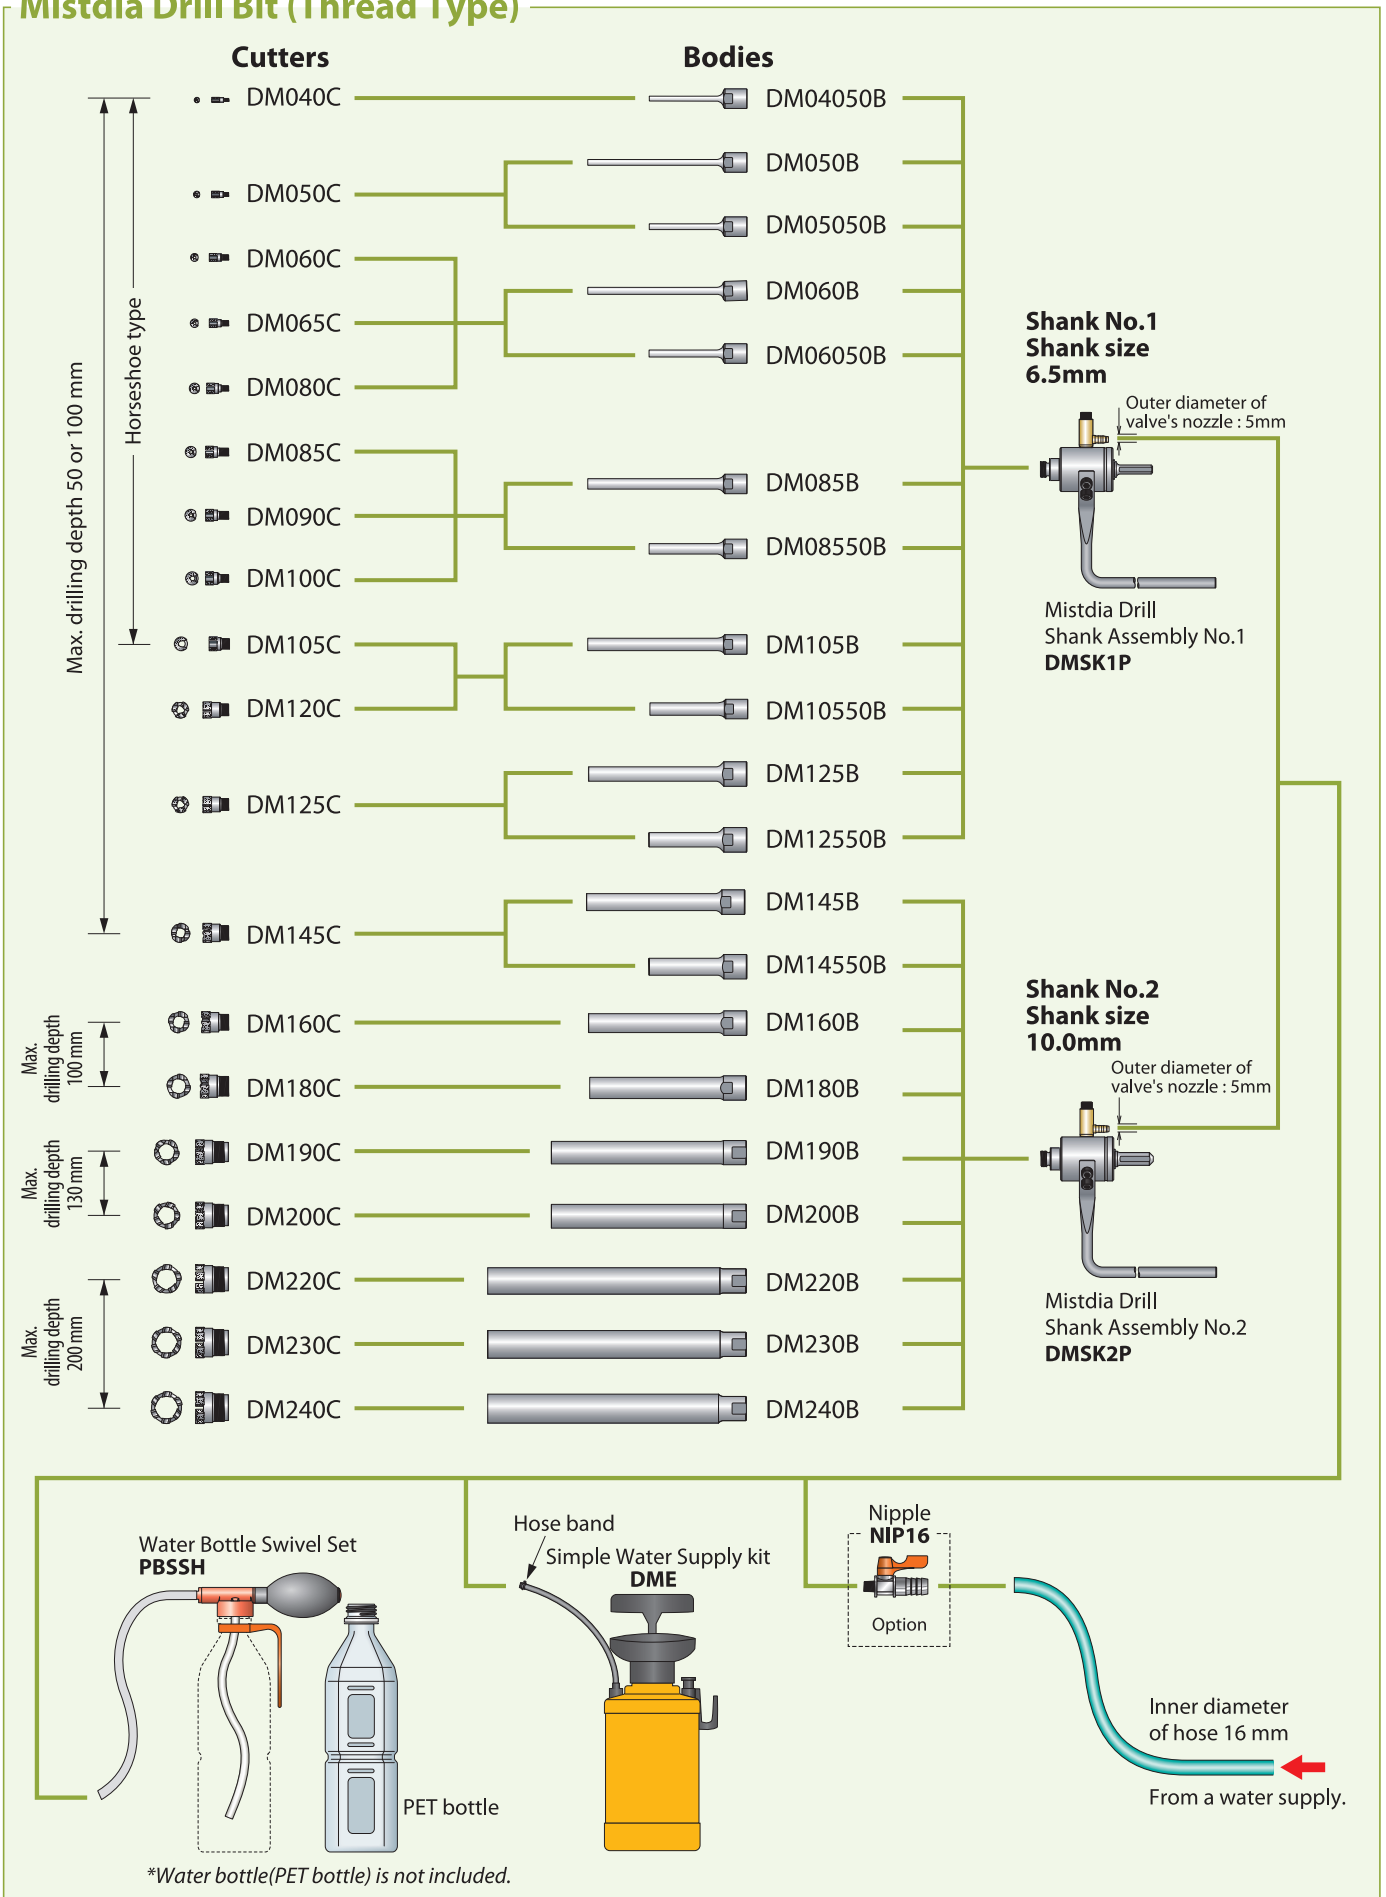 Mistdia Drill Bit (Thread Type)
Cutters
Bodies
DM040C
DM04050B
DM050B
DM050C
DM05050B
DM060C
DM060B
DM065C
DM06050B
DM080C
DM085C
DM085B
DM090C
DM08550B
DM100C
DM105C
DM105B
DM120C
DM10550B
DM125B
DM125C
DM12550B
DM145B
DM145C
DM14550B
DM160C
DM160B
DM180C
DM180B
DM190C
DM190B
DM200C
DM200B
DM220C
DM220B
DM230C
DM230B
DM240C
DM240B
Max. drilling depth 50 or 100 mm
Horseshoe type
Max.
drilling depth
100 mm
Max.
drilling depth
130 mm
Max.
drilling depth
200 mm
Shank No.1
Shank size
6.5mm
Outer diameter of
valve's nozzle : 5mm
Mistdia Drill
Shank Assembly No.1
DMSK1P
Shank No.2
Shank size
10.0mm
Outer diameter of
valve's nozzle : 5mm
Mistdia Drill
Shank Assembly No.2
DMSK2P
Water Bottle Swivel Set
PBSSH
PET bottle
*Water bottle(PET bottle) is not included.
Hose band
Simple Water Supply kit
DME
Nipple
NIP16
Option
Inner diameter
of hose 16 mm
From a water supply.